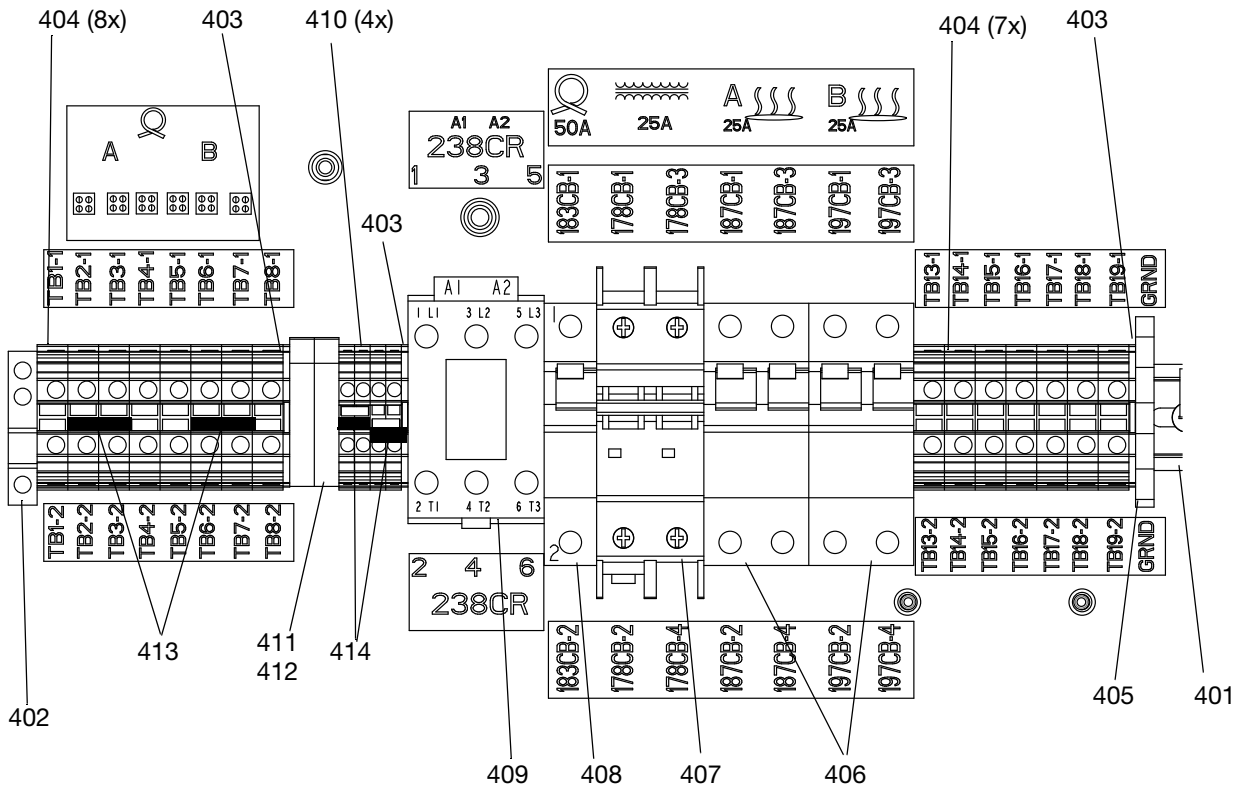 404 (8x) 403 410 (4x) 404 (7x) 403
A B
A1 A2
238CR
1 3 5
50A 25A A 25A B 25A
183CB-1 178CB-1 178CB-3 187CB-1 187CB-3 197CB-1 197CB-3
403
TB1-1 TB2-1 TB3-1 TB4-1 TB5-1 TB6-1 TB7-1 TB8-1
TB13-1 TB14-1 TB15-1 TB16-1 TB17-1 TB18-1 TB19-1 GRND
A1 A2
1 L1 3 L2 5 L3
1
2 T1 4 T2 6 T3
2
TB1-2 TB2-2 TB3-2 TB4-2 TB5-2 TB6-2 TB7-2 TB8-2
TB13-2 TB14-2 TB15-2 TB16-2 TB17-2 TB18-2 TB19-2 GRND
2 4 6
238CR
183CB-2 178CB-2 178CB-4 187CB-2 187CB-4 197CB-2 197CB-4
413 411 414
412
402 405 401
409 408 407 406